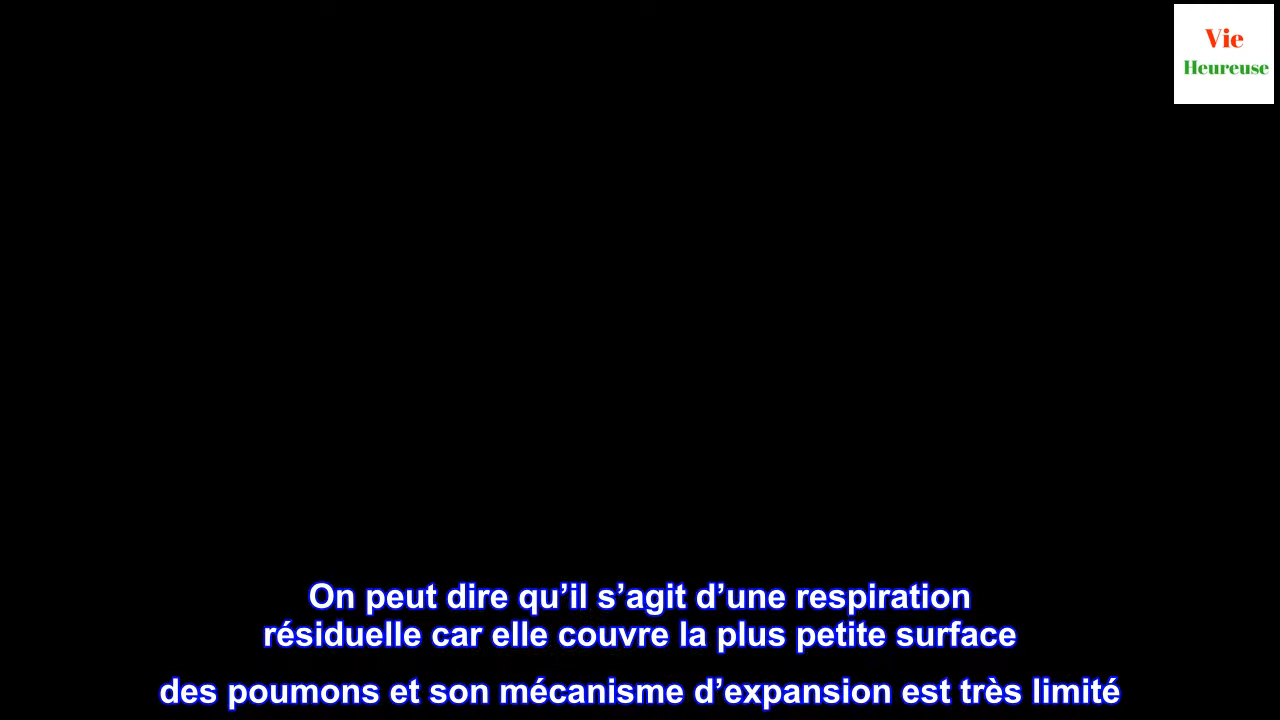 Vie
Heureuse
On peut dire qu’il s’agit d’une respiration
résiduelle car elle couvre la plus petite surface
des poumons et son mécanisme d’expansion est très limité